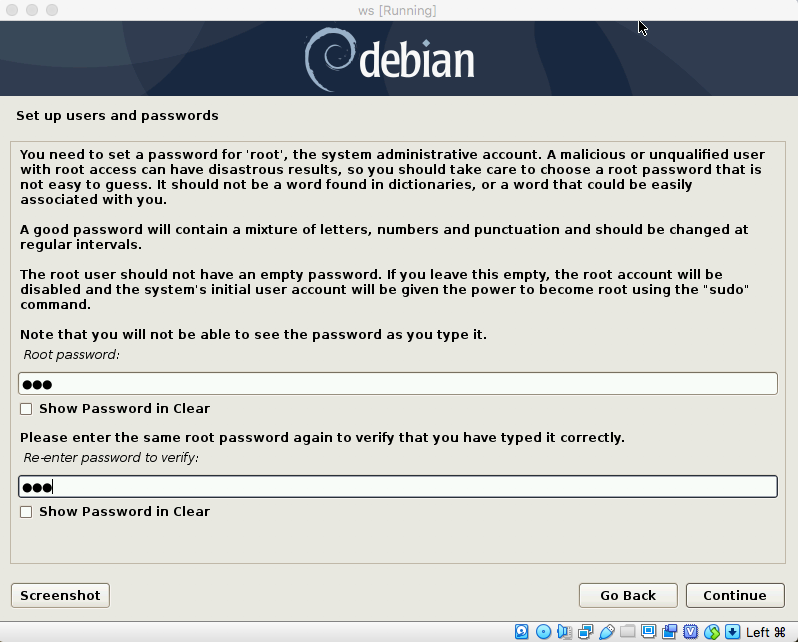 ws [Running]
debian
Set up users and passwords
You need to set a password for 'root', the system administrative account. A malicious or unqualified user
with root access can have disastrous results, so you should take care to choose a root password that is
not easy to guess. It should not be a word found in dictionaries, or a word that could be easily
associated with you.
A good password will contain a mixture of letters, numbers and punctuation and should be changed at
regular intervals.
The root user should not have an empty password. If you leave this empty, the root account will be
disabled and the system's initial user account will be given the power to become root using the "sudo"
command.
Note that you will not be able to see the password as you type it.
Root password:
●●●
Show Password in Clear
Please enter the same root password again to verify that you have typed it correctly.
Re-enter password to verify:
●●●
Show Password in Clear
Screenshot
Go Back
Continue
Left ⌘